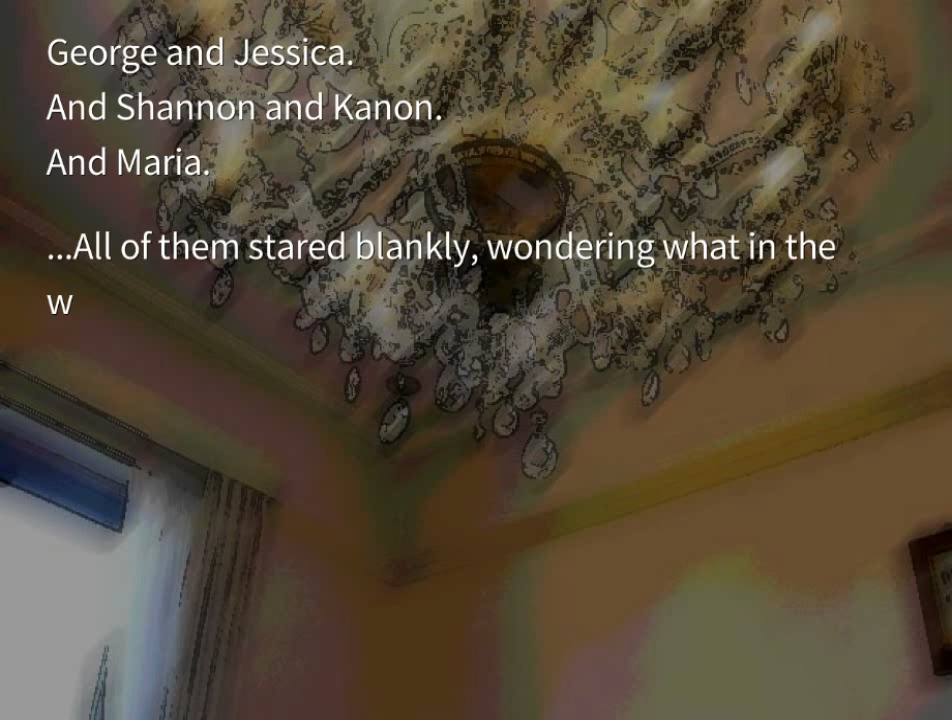 George and Jessica.
And Shannon and Kanon.
And Maria.
...All of them stared blankly, wondering what in the
w